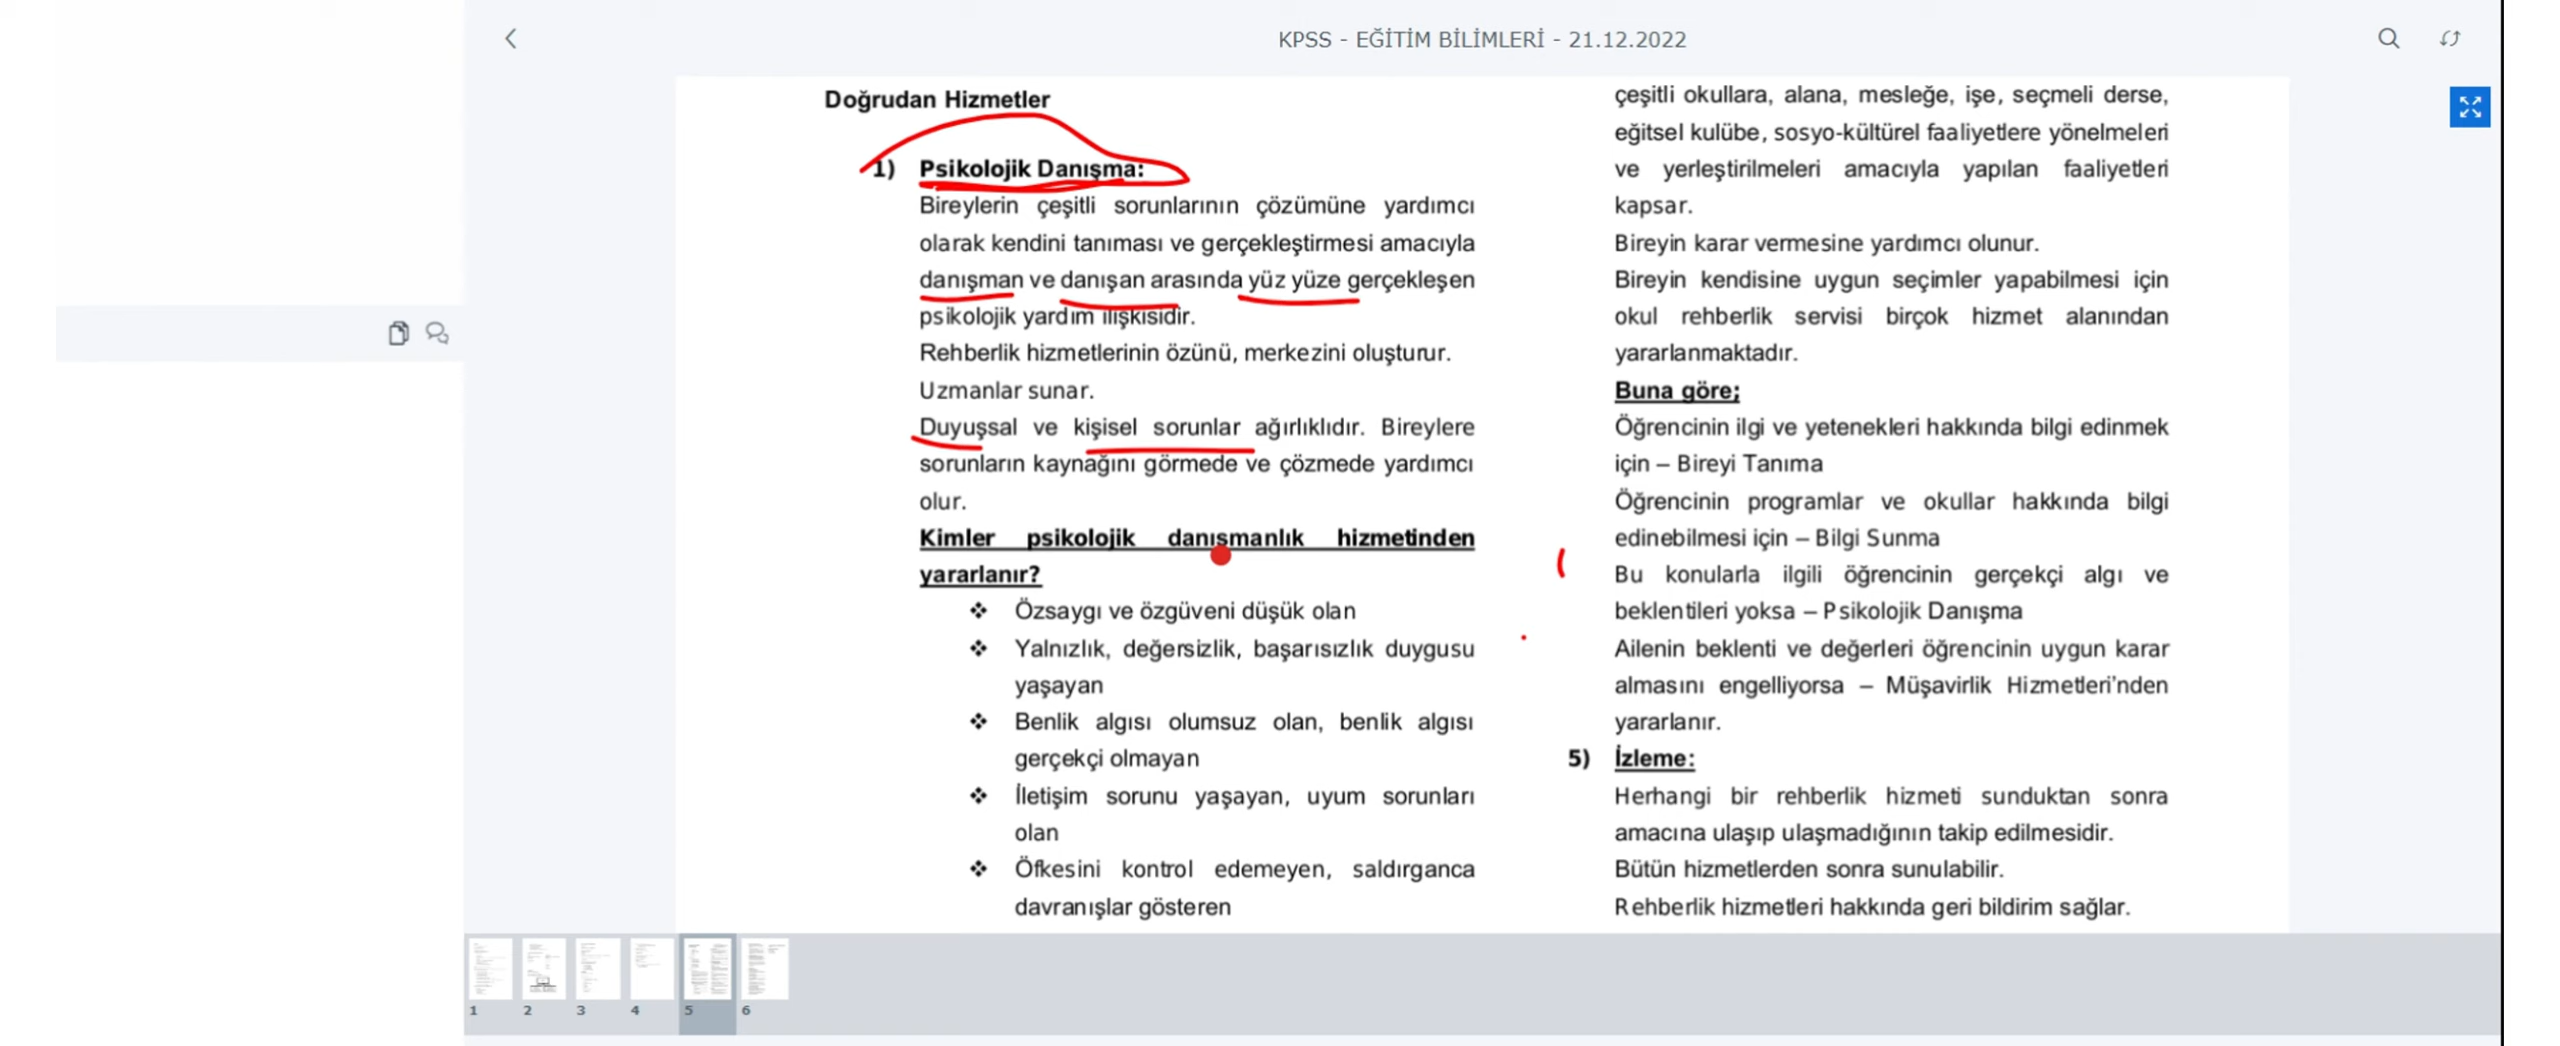 KPSS - EĞİTİM BİLİMLERİ - 21.12.2022
Doğrudan Hizmetler
1) Psikolojik Danışma:
Bireylerin çeşitli sorunlarının çözümüne yardımcı
olarak kendini tanıması ve gerçekleştirmesi amacıyla
danışman ve danışan arasında yüz yüze gerçekleşen
psikolojik yardım ilişkisidir.
Rehberlik hizmetlerinin özünü, merkezini oluşturur.
Uzmanlar sunar.
Duyuşsal ve kişisel sorunlar ağırlıklıdır. Bireylere
sorunların kaynağını görmede ve çözmede yardımcı
olur.
Kimler psikolojik danışmanlık hizmetinden
yararlanır?
❖ Özsaygı ve özgüveni düşük olan
❖ Yalnızlık, değersizlik, başarısızlık duygusu
yaşayan
❖ Benlik algısı olumsuz olan, benlik algısı
gerçekçi olmayan
❖ İletişim sorunu yaşayan, uyum sorunları
olan
❖ Öfkesini kontrol edemeyen, saldırganca
davranışlar gösteren
çeşitli okullara, alana, mesleğe, işe, seçmeli derse,
eğitsel kulübe, sosyo-kültürel faaliyetlere yönelmeleri
ve yerleştirilmeleri amacıyla yapılan faaliyetleri
kapsar.
Bireyin karar vermesine yardımcı olunur.
Bireyin kendisine uygun seçimler yapabilmesi için
okul rehberlik servisi birçok hizmet alanından
yararlanmaktadır.
Buna göre;
Öğrencinin ilgi ve yetenekleri hakkında bilgi edinmek
için – Bireyi Tanıma
Öğrencinin programlar ve okullar hakkında bilgi
edinebilmesi için – Bilgi Sunma
Bu konularla ilgili öğrencinin gerçekçi algı ve
beklentileri yoksa – Psikolojik Danışma
Ailenin beklenti ve değerleri öğrencinin uygun karar
almasını engelliyorsa – Müşavirlik Hizmetleri’nden
yararlanır.
5) İzleme:
Herhangi bir rehberlik hizmeti sunduktan sonra
amacına ulaşıp ulaşmadığının takip edilmesidir.
Bütün hizmetlerden sonra sunulabilir.
Rehberlik hizmetleri hakkında geri bildirim sağlar.
1 2 3 4 5 6